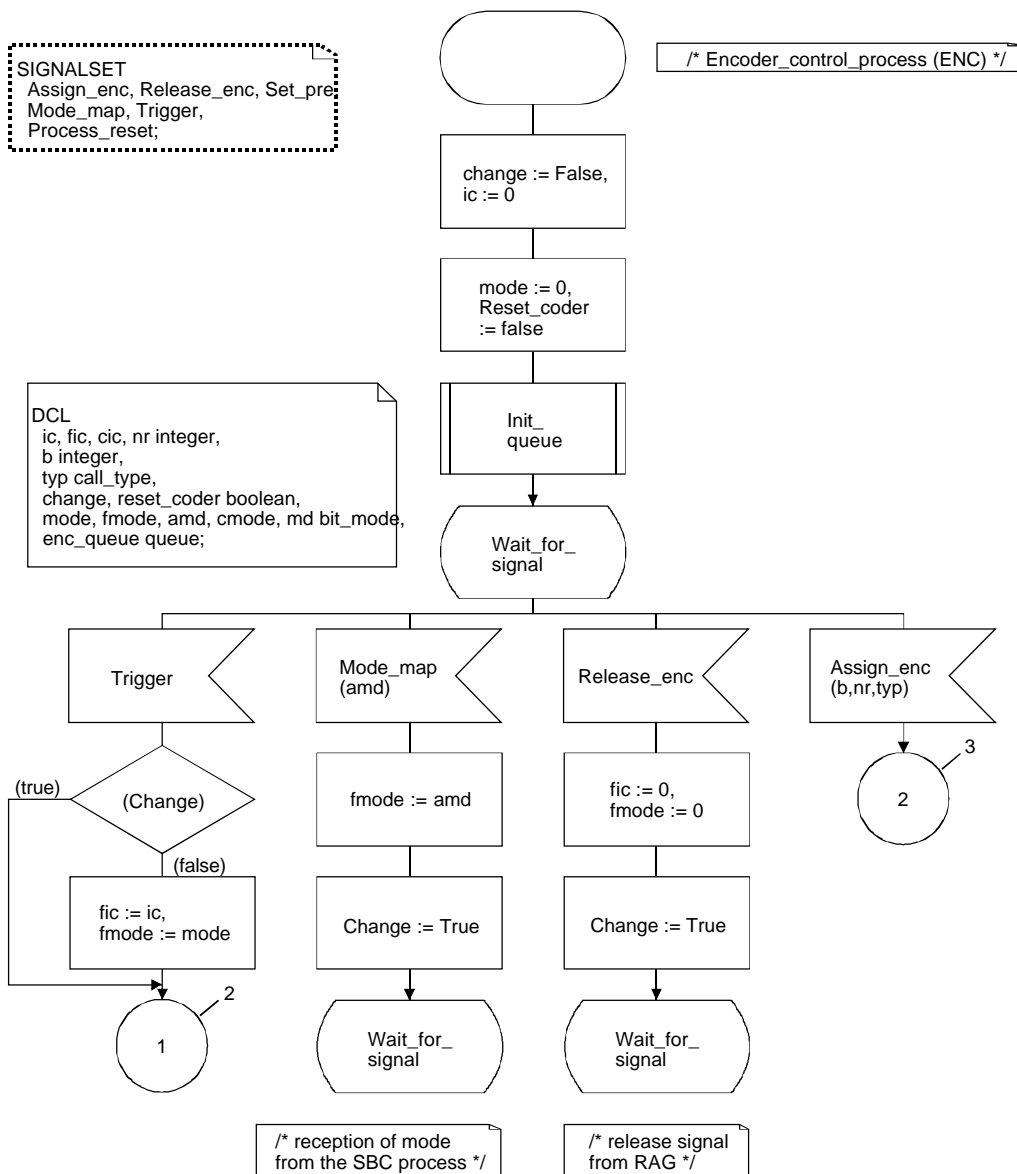 /* Encoder_control_process (ENC) */
SIGNALSET
Assign_enc, Release_enc, Set_pre
Mode_map, Trigger,
Process_reset;
change := False,
ic := 0
mode := 0,
Reset_coder
:= false
Init_
queue
DCL
ic, fic, cic, nr integer,
b integer,
typ call_type,
change, reset_coder boolean,
mode, fmode, amd, cmode, md bit_mode,
enc_queue queue;
Wait_for_
signal
Trigger
Mode_map
(amd)
Release_enc
Assign_enc
(b,nr,typ)
(true)
(Change)
(false)
fmode := amd
fic := 0,
fmode := 0
3
2
fic := ic,
fmode := mode
Change := True
Change := True
2
1
Wait_for_
signal
Wait_for_
signal
/* reception of mode
from the SBC process */
/* release signal
from RAG */